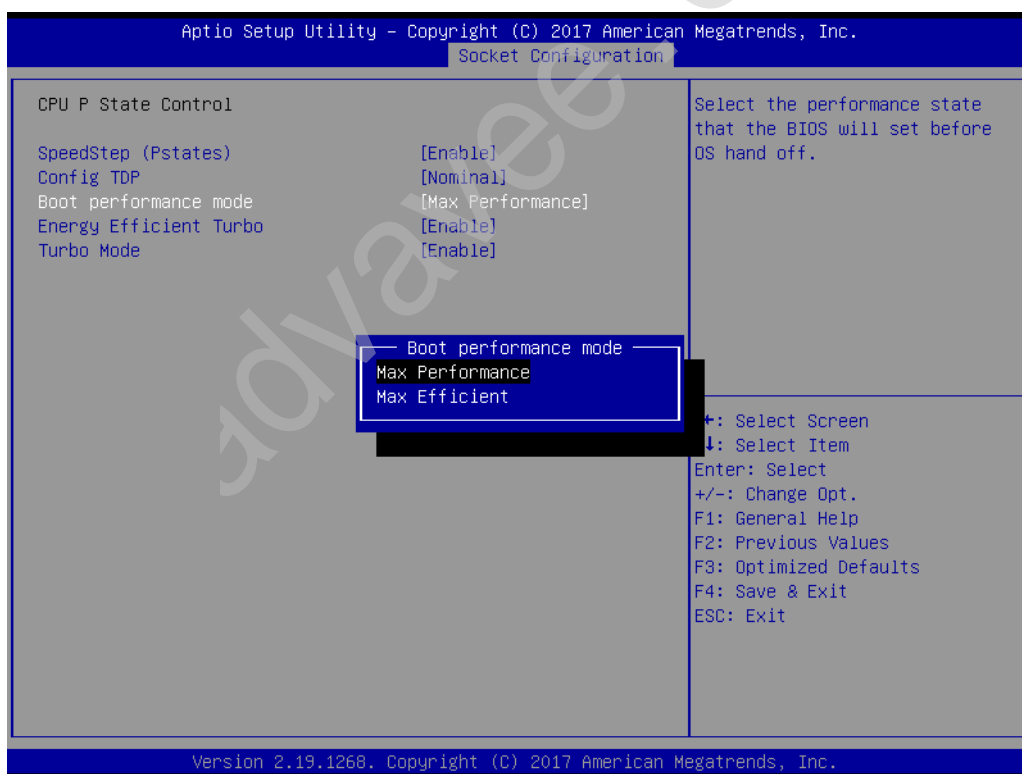 Aptio Setup Utility – Copyright (C) 2017 American Megatrends, Inc.
Socket Configuration
CPU P State Control
SpeedStep (Pstates) [Enable]
Config TDP [Nominal]
Boot performance mode [Max Performance]
Energy Efficient Turbo [Enable]
Turbo Mode [Enable]
Select the performance state
that the BIOS will set before
OS hand off.
Boot performance mode
Max Performance
Max Efficient
←: Select Screen
↓: Select Item
Enter: Select
+/-: Change Opt.
F1: General Help
F2: Previous Values
F3: Optimized Defaults
F4: Save & Exit
ESC: Exit
Version 2.19.1268. Copyright (C) 2017 American Megatrends, Inc.